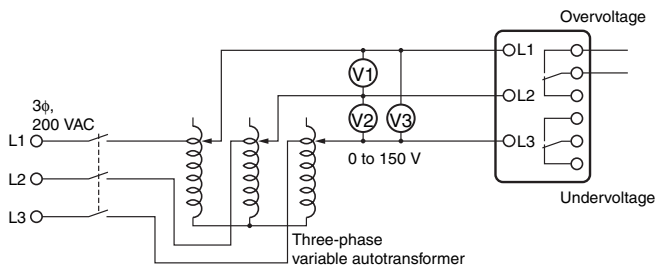 Overvoltage
L1
V1
L2
3ϕ,
200 VAC
V2 V3
L1
L3
0 to 150 V
L2
Undervoltage
L3
Three-phase
variable autotransformer